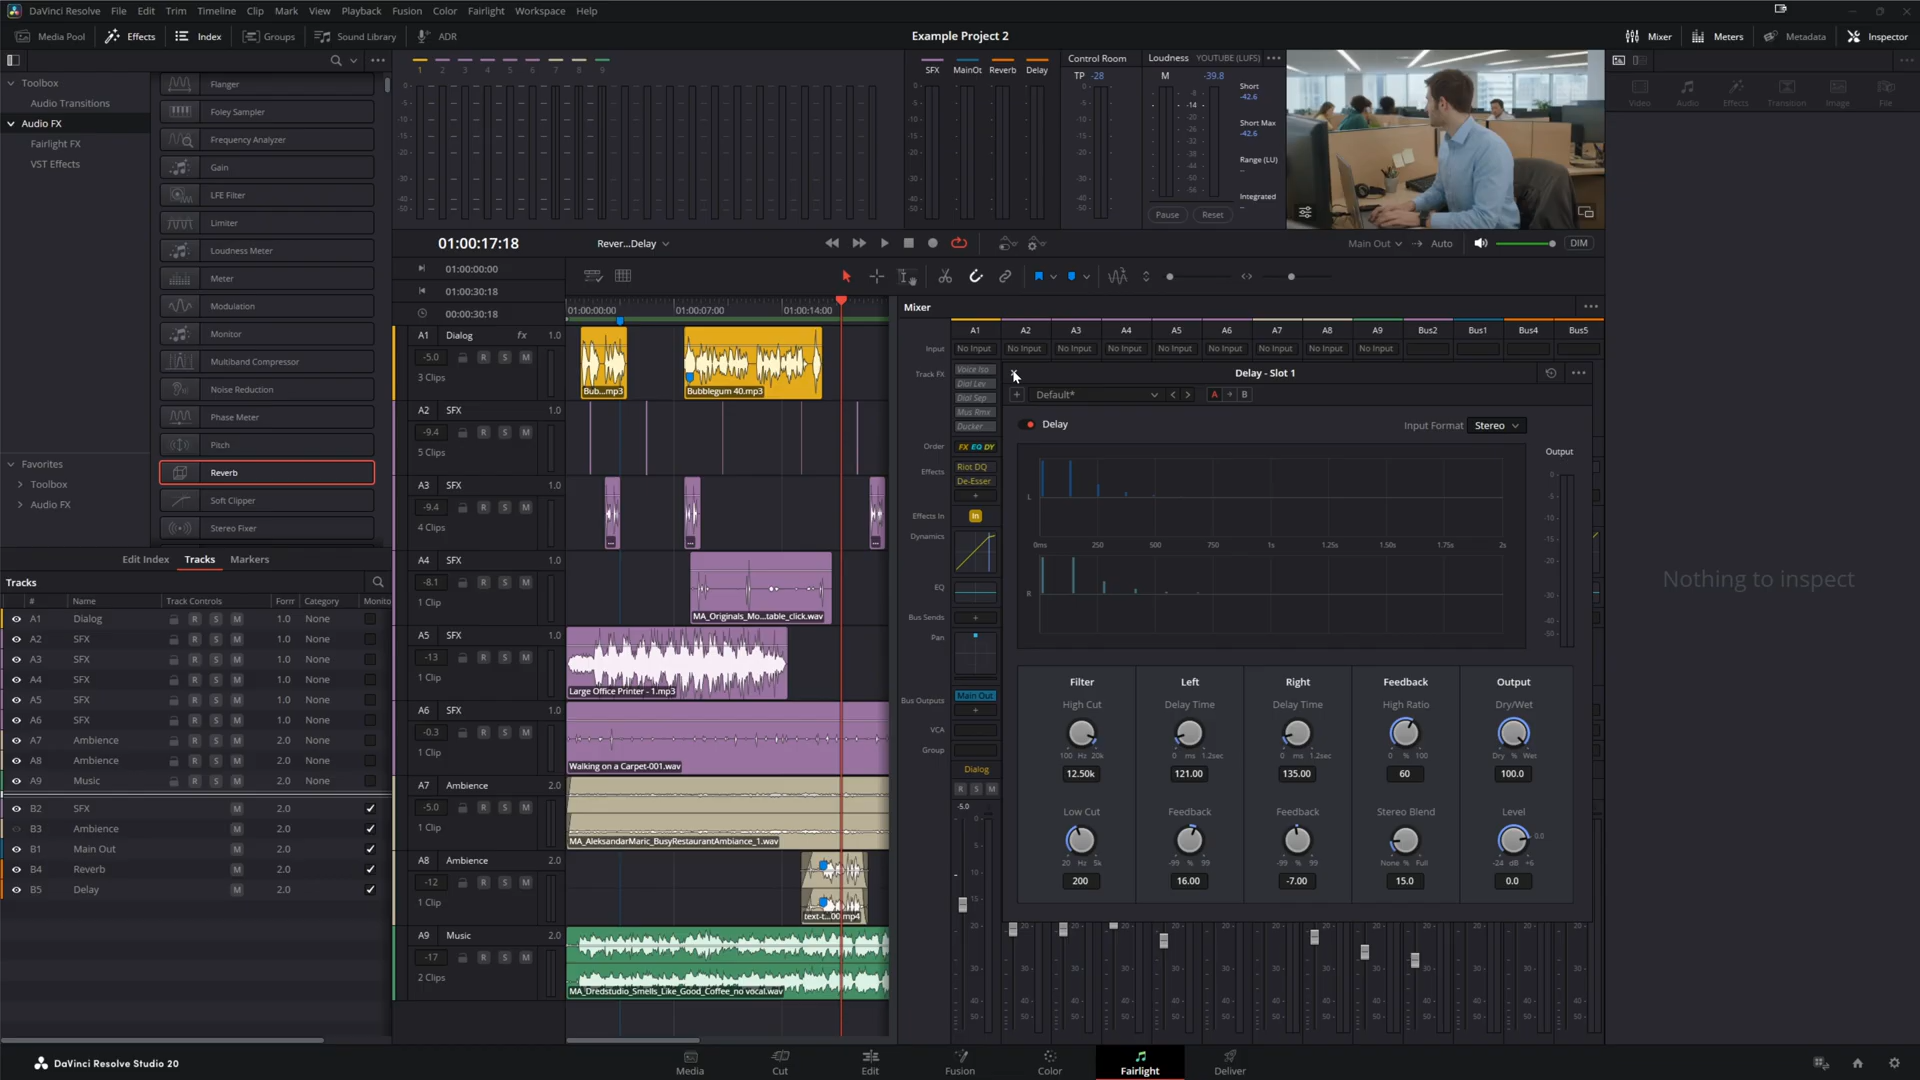 DaVinci Resolve File Edit Trim Timeline Clip Mark View Playback Fusion Color Fairlight Workspace Help
Media Pool Effects Index Groups Sound Library ADR
Example Project 2
Mixer Meters Metadata Inspector
Toolbox
Audio Transitions
Audio FX
Fairlight FX
VST Effects
Favorites
Toolbox
Audio FX
Flanger
Foley Sampler
Frequency Analyzer
Gain
LFE Filter
Limiter
Loudness Meter
Meter
Modulation
Monitor
Multiband Compressor
Noise Reduction
Phase Meter
Pitch
Reverb
Soft Clipper
Stereo Fixer
1 2 3 4 5 6 7 8 9
SFX MainOt Reverb Delay
Control Room
TP -28
Loudness YOUTUBE (LUFS)
M -39.8
Short
-42.6
Short Max
-42.6
Range (LU)
--
Integrated
--
Pause Reset
Video Audio Effects Transition Image File
01:00:17:18 Rever...Delay
Main Out Auto DIM
01:00:00:00
01:00:30:18
00:00:30:18
01:00:00:00 01:00:07:00 01:00:14:00
A1 Dialog fx 1.0
-5.0 R S M
3 Clips
Bub...mp3 Bubblegum 40.mp3
A2 SFX 1.0
-9.4 R S M
5 Clips
A3 SFX 1.0
-9.4 R S M
4 Clips
A4 SFX 1.0
-8.1 R S M
1 Clip
MA_Originals_Mo...table_click.wav
A5 SFX 1.0
-13 R S M
1 Clip
Large Office Printer - 1.mp3
A6 SFX 1.0
-0.3 R S M
1 Clip
Walking on a Carpet-001.wav
A7 Ambience 2.0
-5.0 R S M
1 Clip
MA_AleksandarMaric_BusyRestaurantAmbiance_1.wav
A8 Ambience 2.0
-12 R S M
1 Clip
text-t...00.mp4
A9 Music 2.0
-17 R S M
2 Clips
MA_Dredstudio_Smells_Like_Good_Coffee_no vocal.wav
Edit Index Tracks Markers
Tracks
# Name Track Controls Forr Category Monito
A1 Dialog R S M 1.0 None
A2 SFX R S M 1.0 None
A3 SFX R S M 1.0 None
A4 SFX R S M 1.0 None
A5 SFX R S M 1.0 None
A6 SFX R S M 1.0 None
A7 Ambience R S M 2.0 None
A8 Ambience R S M 2.0 None
A9 Music R S M 2.0 None
B2 SFX M 2.0
B3 Ambience M 2.0
B1 Main Out M 2.0
B4 Reverb M 2.0
B5 Delay M 2.0
Mixer
A1 A2 A3 A4 A5 A6 A7 A8 A9 Bus2 Bus1 Bus4 Bus5
Input No Input No Input No Input No Input No Input No Input No Input No Input No Input
Track FX
Voice Iso
Dial Lev
Dial Sep
Mus Rmx
Ducker
Order FX EQ DY
Effects Riot DQ
De-Esser
Effects In In
Dynamics
EQ
Bus Sends
Pan
Bus Outputs Main Out
VCA
Group
Dialog
R S M
-5.0
Delay - Slot 1
Default* A B
Delay
Input Format Stereo
Output
L
0ms 250 500 750 1s 1.25s 1.50s 1.75s 2s
R
Filter Left Right Feedback Output
High Cut Delay Time Delay Time High Ratio Dry/Wet
100 Hz 20k 0 ms 1.2sec 0 ms 1.2sec 0 % 100 Dry % Wet
12.50k 121.00 135.00 60 100.0
Low Cut Feedback Feedback Stereo Blend Level
20 Hz 5k -99 % 99 -99 % 99 None % Full -24 dB +6
200 16.00 -7.00 15.0 0.0
Nothing to inspect
DaVinci Resolve Studio 20
Media Cut Edit Fusion Color Fairlight Deliver